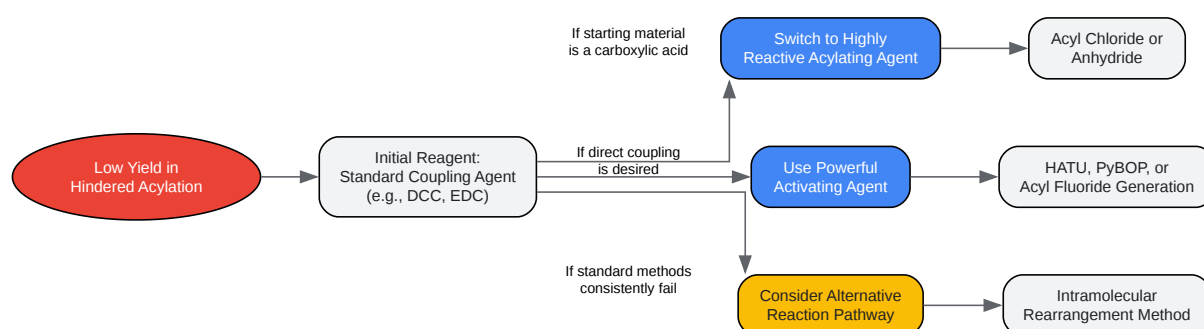 If starting material
is a carboxylic acid
Switch to Highly
Reactive Acylating Agent
Acyl Chloride or
Anhydride
Low Yield in
Hindered Acylation
Initial Reagent:
Standard Coupling Agent
(e.g., DCC, EDC)
If direct coupling
is desired
Use Powerful
Activating Agent
HATU, PyBOP, or
Acyl Fluoride Generation
If standard methods
consistently fail
Consider Alternative
Reaction Pathway
Intramolecular
Rearrangement Method